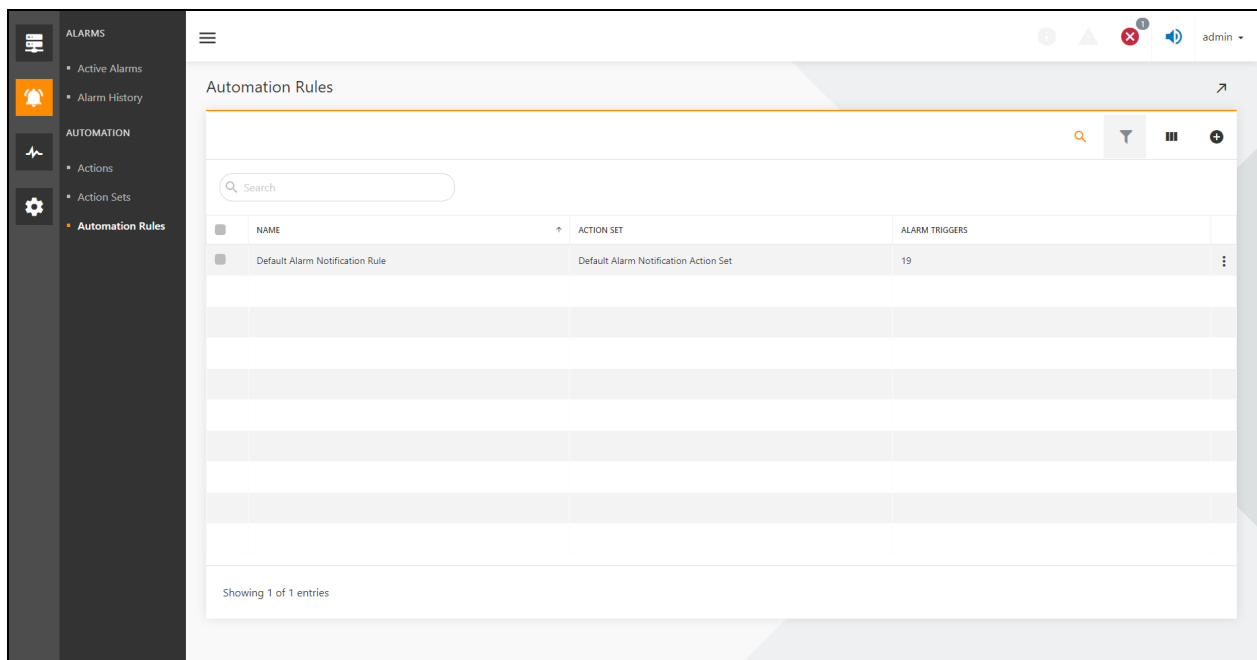 ALARMS
Active Alarms
Alarm History
AUTOMATION
Actions
Action Sets
Automation Rules
1
admin
Automation Rules
Search
NAME ACTION SET ALARM TRIGGERS
Default Alarm Notification Rule Default Alarm Notification Action Set 19
Showing 1 of 1 entries